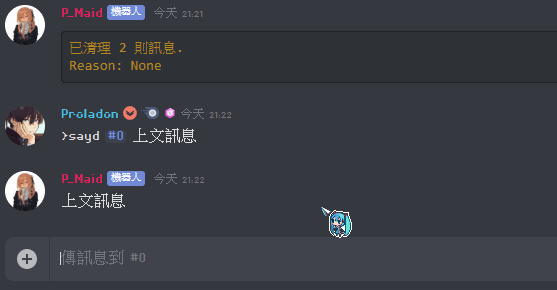 P_Maid 機器人 今天 21:21
已清理 2 則訊息.
Reason: None
Proladon 今天 21:22
>sayd #0 上文訊息
P_Maid 機器人 今天 21:22
上文訊息
傳訊息到 #0